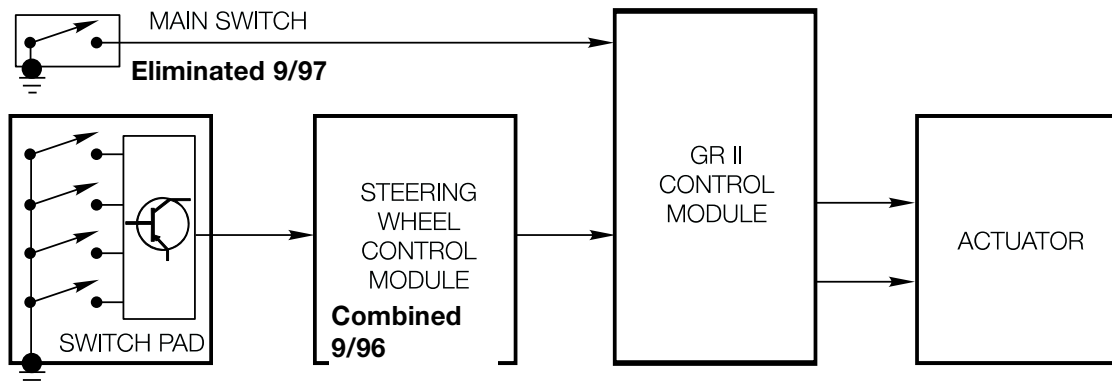 MAIN SWITCH
Eliminated 9/97
SWITCH PAD
STEERING
WHEEL
CONTROL
MODULE
Combined
9/96
GR II
CONTROL
MODULE
ACTUATOR